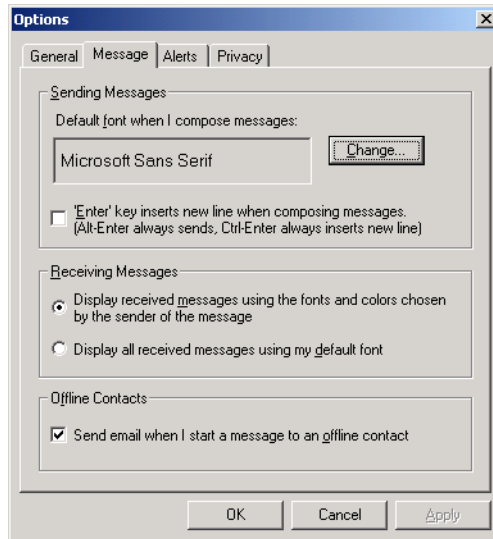 Options
General Message Alerts Privacy
Sending Messages
Default font when I compose messages:
Microsoft Sans Serif
Change...
'Enter' key inserts new line when composing messages.
(Alt-Enter always sends, Ctrl-Enter always inserts new line)
Receiving Messages
Display received messages using the fonts and colors chosen
by the sender of the message
Display all received messages using my default font
Offline Contacts
Send email when I start a message to an offline contact
OK Cancel Apply